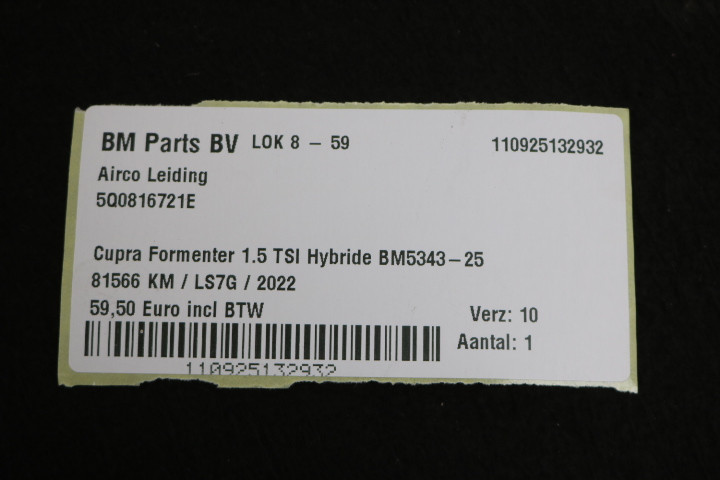 BM Parts BV LOK 8 - 59 110925132932
Airco Leiding
5Q0816721E
Cupra Formenter 1.5 TSI Hybride BM5343-25
81566 KM / LS7G / 2022
59,50 Euro incl BTW
Verz: 10
Aantal: 1
110925132932